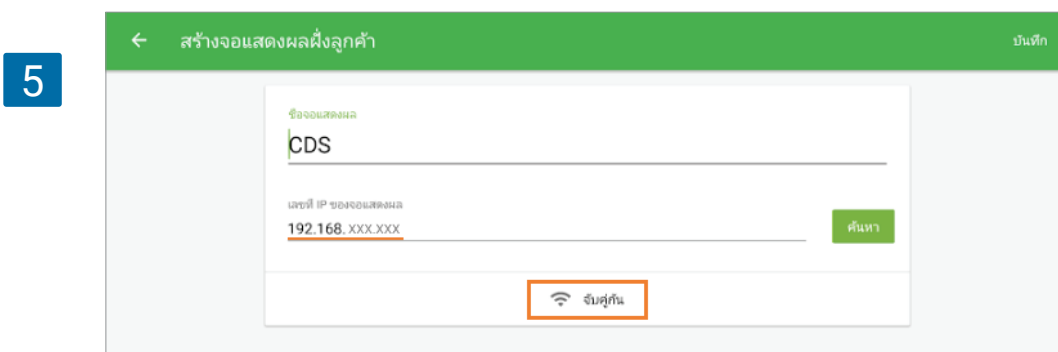 5
สร้างจอแสดงผลฝั่งลูกค้า
บันทึก
ชื่อจอแสดงผล
CDS
เลขที่ IP ของจอแสดงผล
192.168. xxx.xxx
ค้นหา
จับคู่กัน